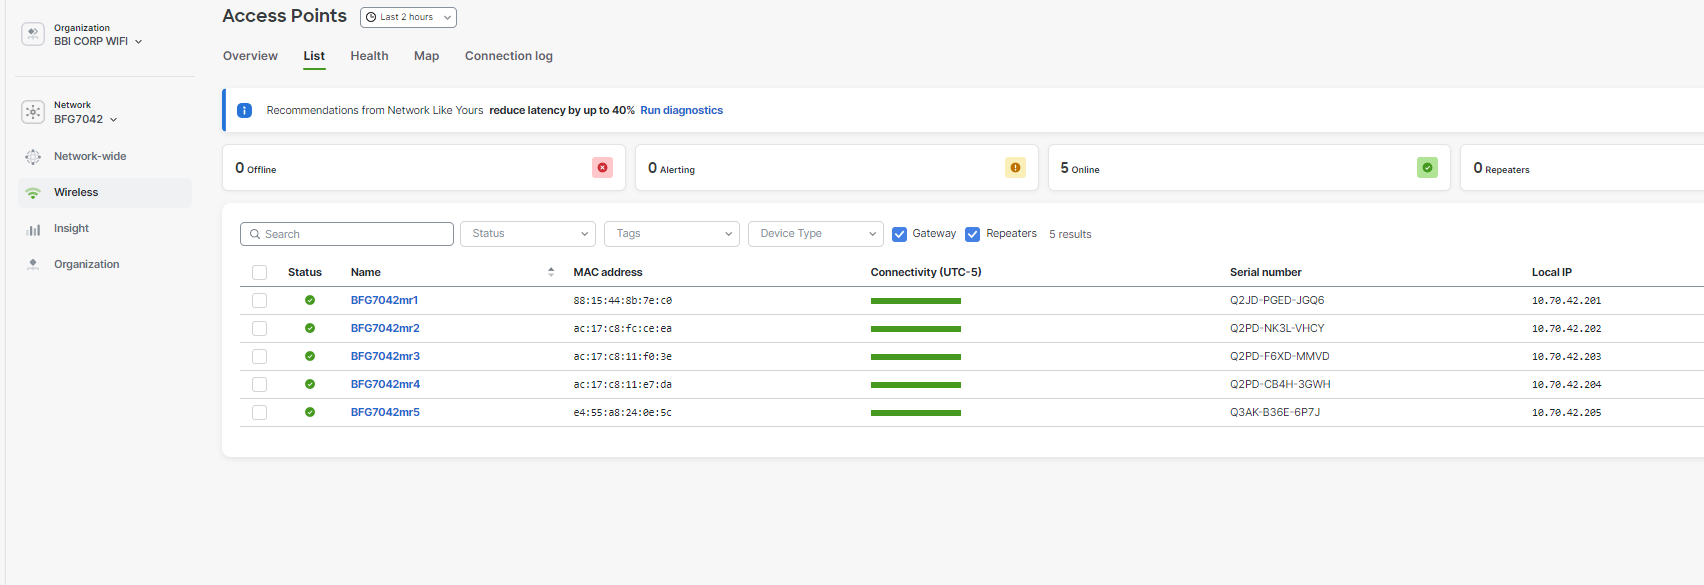 Organization
BBI CORP WIFI
Network
BFG7042
Network-wide
Wireless
Insight
Organization
Access Points
Last 2 hours
Overview List Health Map Connection log
Recommendations from Network Like Yours reduce latency by up to 40% Run diagnostics
0 Offline
0 Alerting
5 Online
0 Repeaters
Search Status Tags Device Type Gateway Repeaters 5 results
Status Name MAC address Connectivity (UTC-5) Serial number Local IP
BFG7042mr1 88:15:44:8b:7e:c0 Q2JD-PGED-JGQ6 10.70.42.201
BFG7042mr2 ac:17:c8:fc:ce:ea Q2PD-NK3L-VHCY 10.70.42.202
BFG7042mr3 ac:17:c8:11:f0:3e Q2PD-F6XD-MMVD 10.70.42.203
BFG7042mr4 ac:17:c8:11:e7:da Q2PD-CB4H-3GWH 10.70.42.204
BFG7042mr5 e4:55:a8:24:0e:5c Q3AK-B36E-6P7J 10.70.42.205